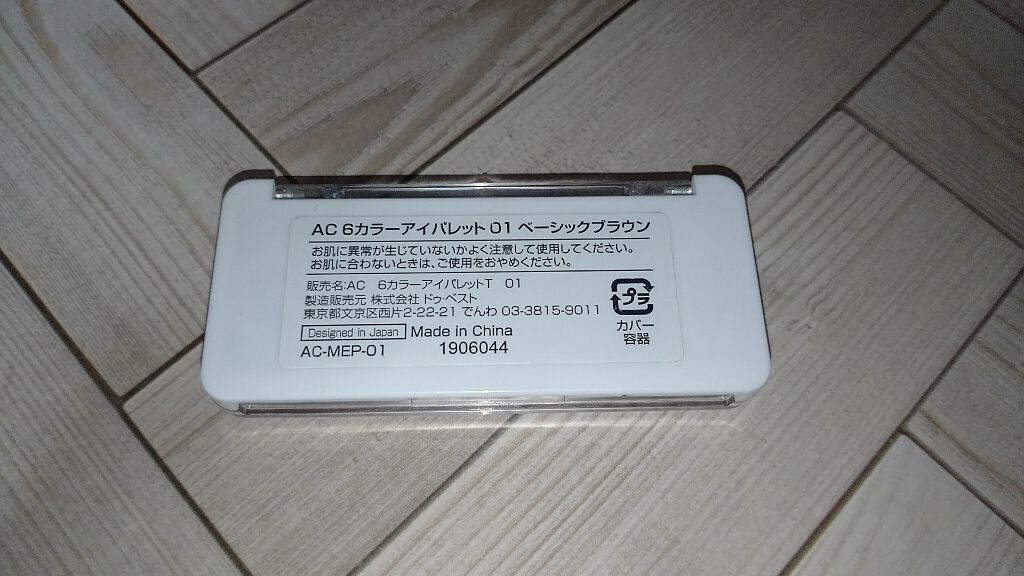 AC 6カラーアイパレット 01 ベーシックブラウン
お肌に異常が生じていないかよく注意して使用してください。
お肌に合わないときは、ご使用をおやめください。
販売名:AC 6カラーアイパレットT 01
製造販売元 株式会社 ドゥ・ベスト
東京都文京区西片2-22-21 でんわ 03-3815-9011
Designed in Japan Made in China
AC-MEP-01 1906044
プラ
カバー
容器